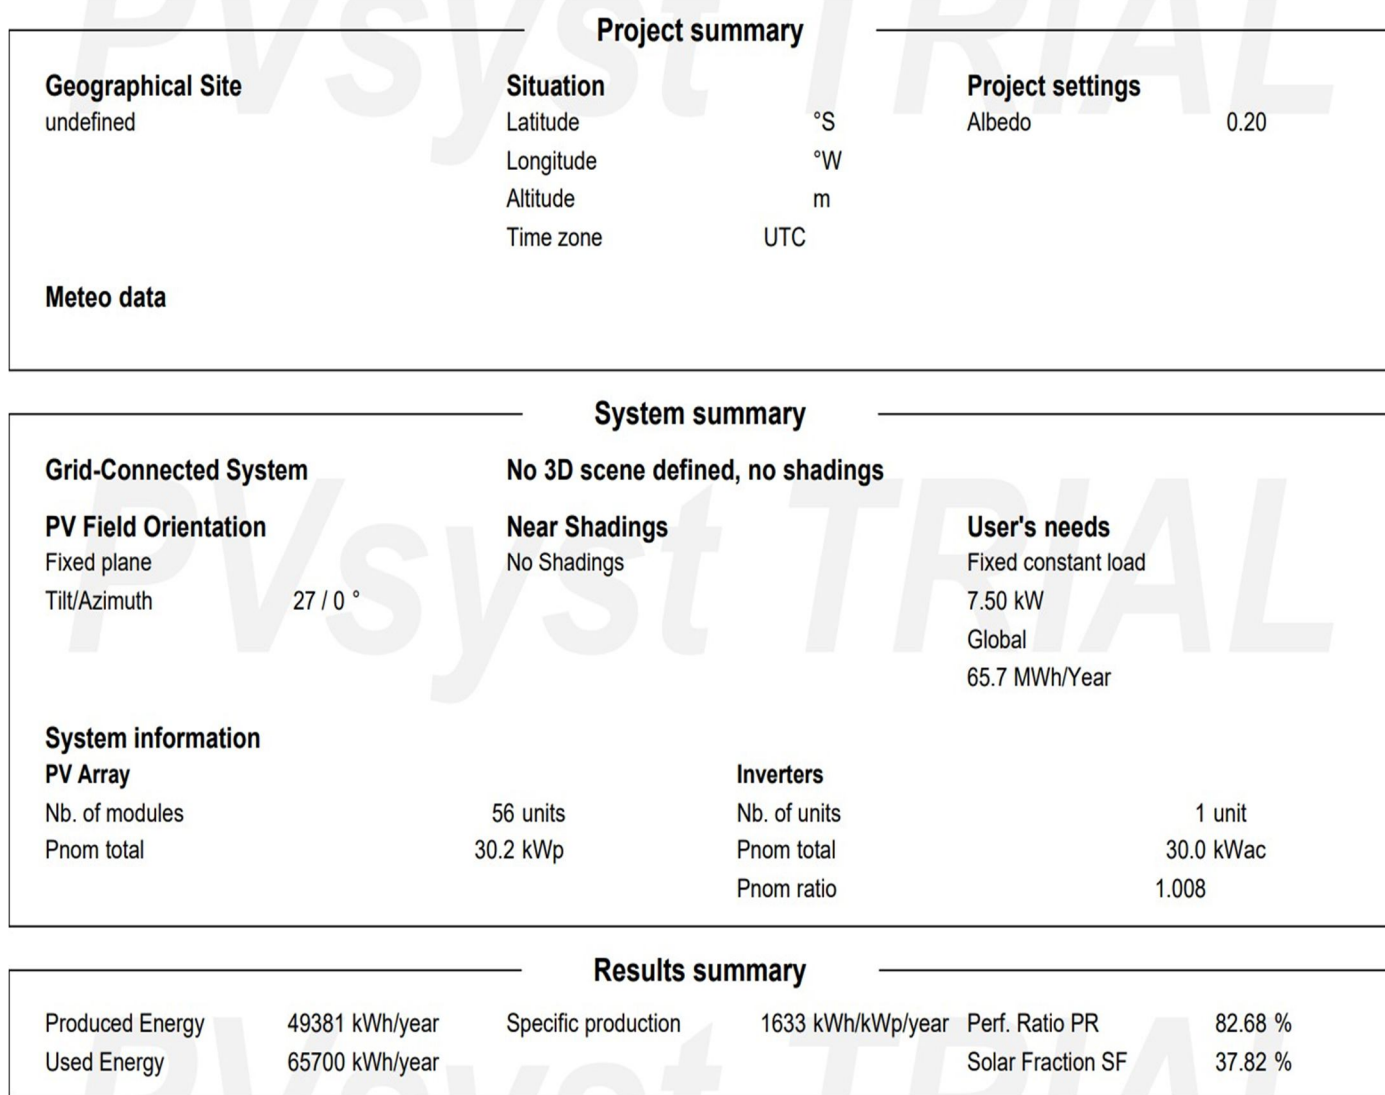 PVsyst TRIAL
Project summary
Geographical Site Situation Project settings
undefined Latitude °S Albedo 0.20
Longitude °W
Altitude m
Time zone UTC
Meteo data
System summary
Grid-Connected System No 3D scene defined, no shadings
PV Field Orientation Near Shadings User's needs
Fixed plane No Shadings Fixed constant load
Tilt/Azimuth 27 / 0 ° 7.50 kW
Global
65.7 MWh/Year
PVsyst TRIAL
System information
PV Array Inverters
Nb. of modules 56 units Nb. of units 1 unit
Pnom total 30.2 kWp Pnom total 30.0 kWac
Pnom ratio 1.008
Results summary
Produced Energy 49381 kWh/year Specific production 1633 kWh/kWp/year Perf. Ratio PR 82.68 %
Used Energy 65700 kWh/year Solar Fraction SF 37.82 %
PVsyst TRIAL